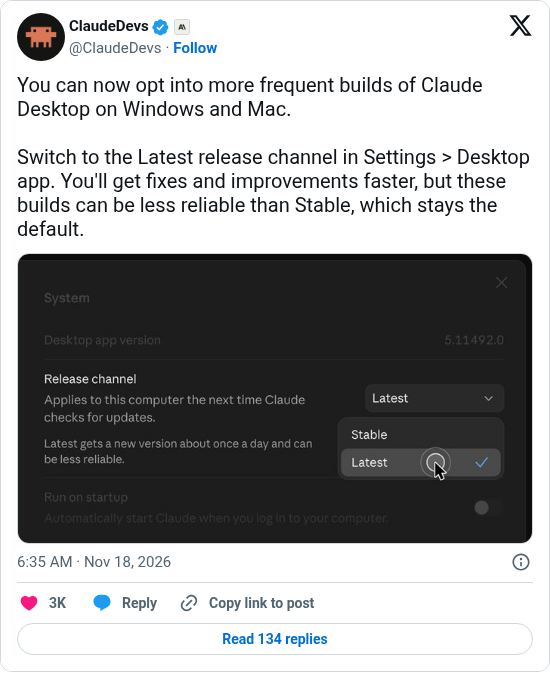 ClaudeDevs
@ClaudeDevs · Follow
You can now opt into more frequent builds of Claude
Desktop on Windows and Mac.
Switch to the Latest release channel in Settings > Desktop
app. You'll get fixes and improvements faster, but these
builds can be less reliable than Stable, which stays the
default.
System
Desktop app version 5.11492.0
Release channel
Applies to this computer the next time Claude
checks for updates.
Latest
Latest gets a new version about once a day and can
be less reliable.
Stable
Latest
Run on startup
Automatically start Claude when you log in to your computer.
6:35 AM · Nov 18, 2026
3K Reply Copy link to post
Read 134 replies